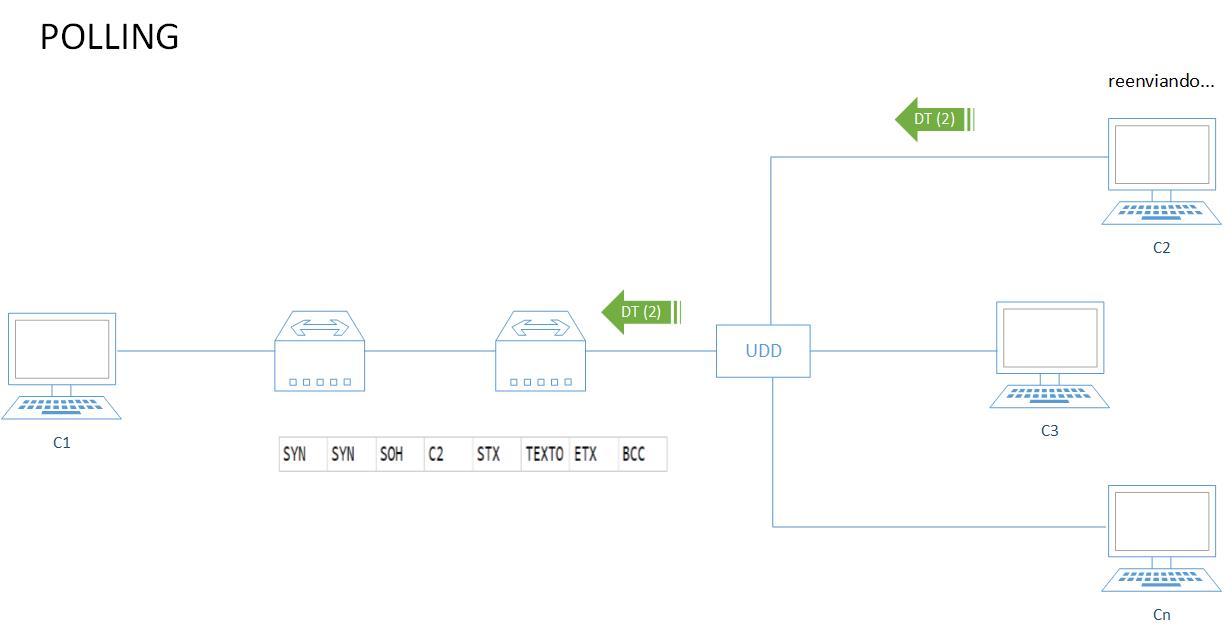 POLLING
reenviando...
DT (2)
C2
DT (2)
UDD
C1
C3
SYN SYN SOH C2 STX TEXTO ETX BCC
Cn